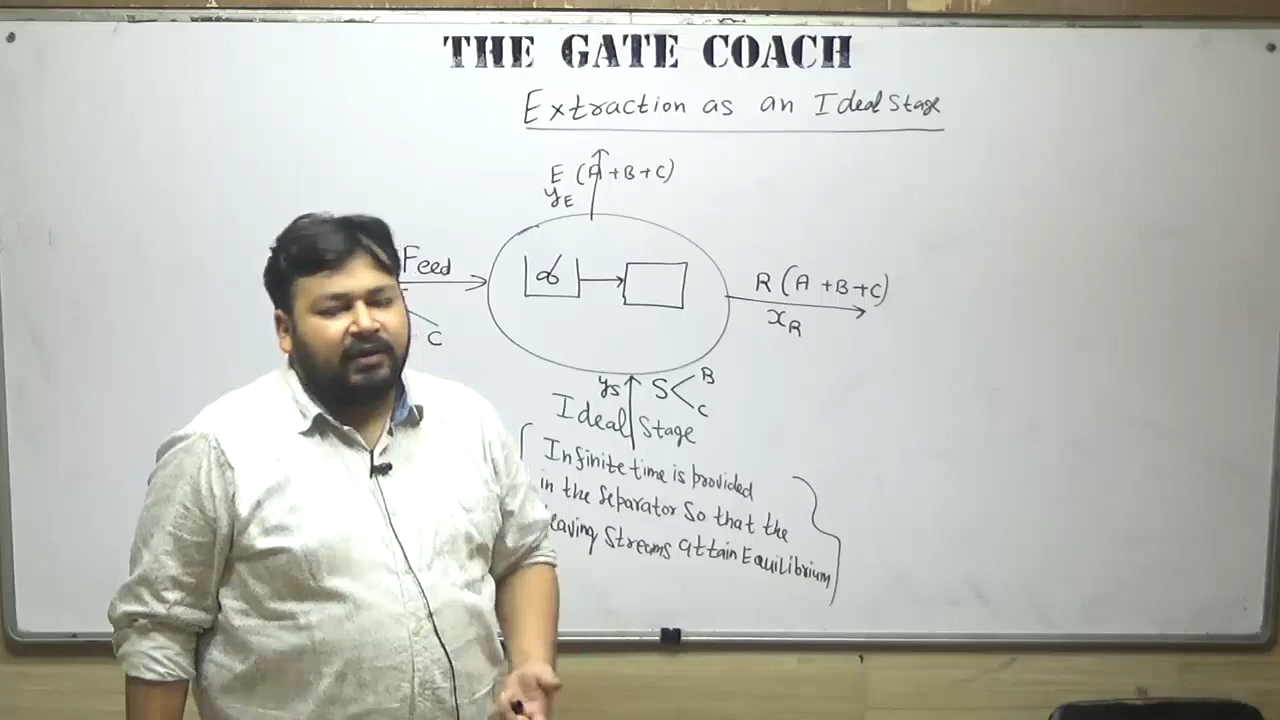 THE GATE COACH
Extraction as an Ideal Stage
E (A + B + C)
yE
Feed
C
R (A + B + C)
xR
yS S B
C
Ideal Stage
Infinite time is provided
in the Separator So that the
eaving Streams attain Equilibrium